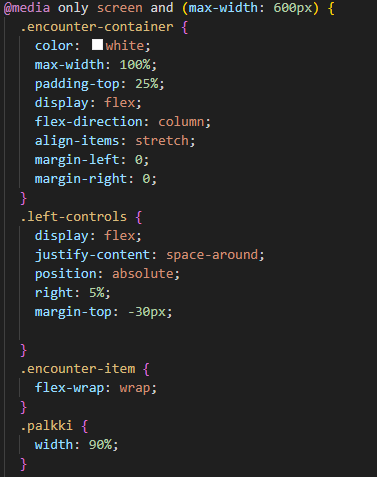 @media only screen and (max-width: 600px) {
  .encounter-container {
    color: white;
    max-width: 100%;
    padding-top: 25%;
    display: flex;
    flex-direction: column;
    align-items: stretch;
    margin-left: 0;
    margin-right: 0;
  }
  .left-controls {
    display: flex;
    justify-content: space-around;
    position: absolute;
    right: 5%;
    margin-top: -30px;

  }
  .encounter-item {
    flex-wrap: wrap;
  }
  .palkki {
    width: 90%;
  }